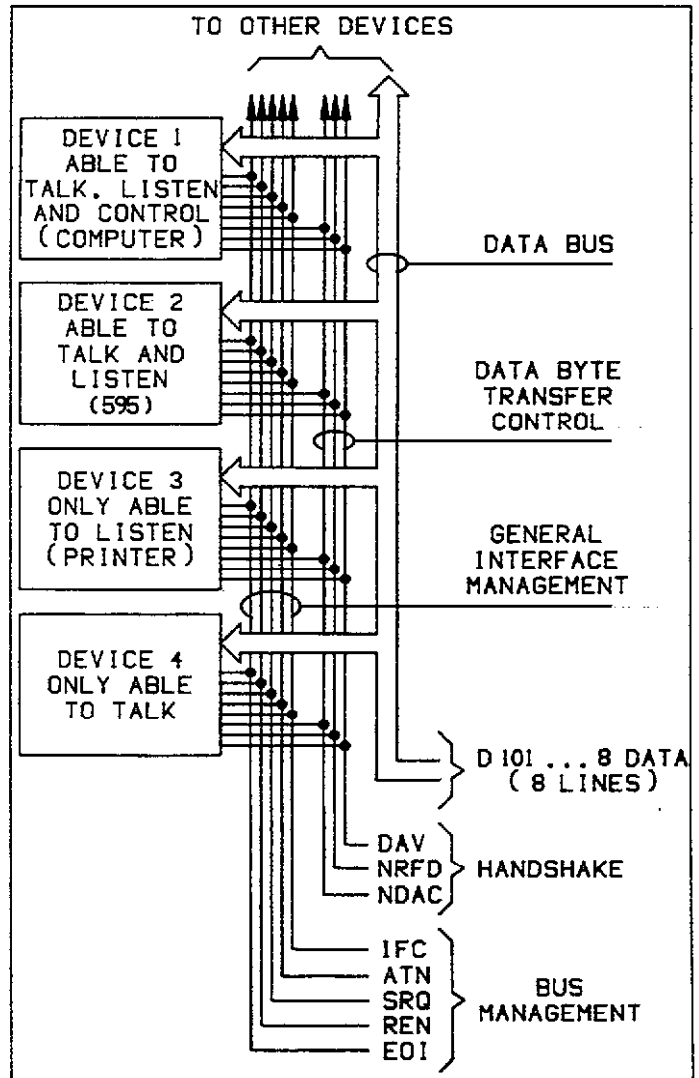 TO OTHER DEVICES
DEVICE 1
ABLE TO
TALK, LISTEN
AND CONTROL
(COMPUTER)
DATA BUS
DEVICE 2
ABLE TO
TALK AND
LISTEN
(595)
DATA BYTE
TRANSFER
CONTROL
DEVICE 3
ONLY ABLE
TO LISTEN
(PRINTER)
GENERAL
INTERFACE
MANAGEMENT
DEVICE 4
ONLY ABLE
TO TALK
D101 ... 8 DATA
(8 LINES)
DAV
NRFD
NDAC
HANDSHAKE
IFC
ATN
SRQ
REN
EOI
BUS
MANAGEMENT